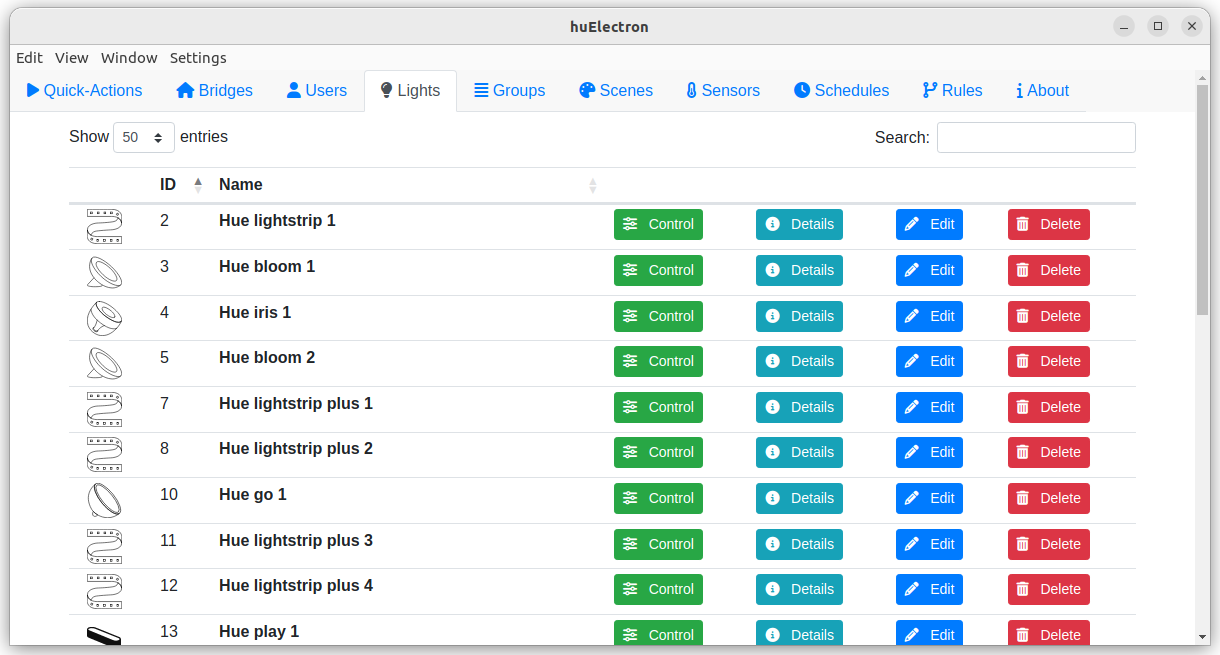 huElectron
Edit View Window Settings
Quick-Actions Bridges Users Lights Groups Scenes Sensors Schedules Rules About
Show 50 entries Search:
ID Name
2 Hue lightstrip 1 Control Details Edit Delete
3 Hue bloom 1 Control Details Edit Delete
4 Hue iris 1 Control Details Edit Delete
5 Hue bloom 2 Control Details Edit Delete
7 Hue lightstrip plus 1 Control Details Edit Delete
8 Hue lightstrip plus 2 Control Details Edit Delete
10 Hue go 1 Control Details Edit Delete
11 Hue lightstrip plus 3 Control Details Edit Delete
12 Hue lightstrip plus 4 Control Details Edit Delete
13 Hue play 1 Control Details Edit Delete